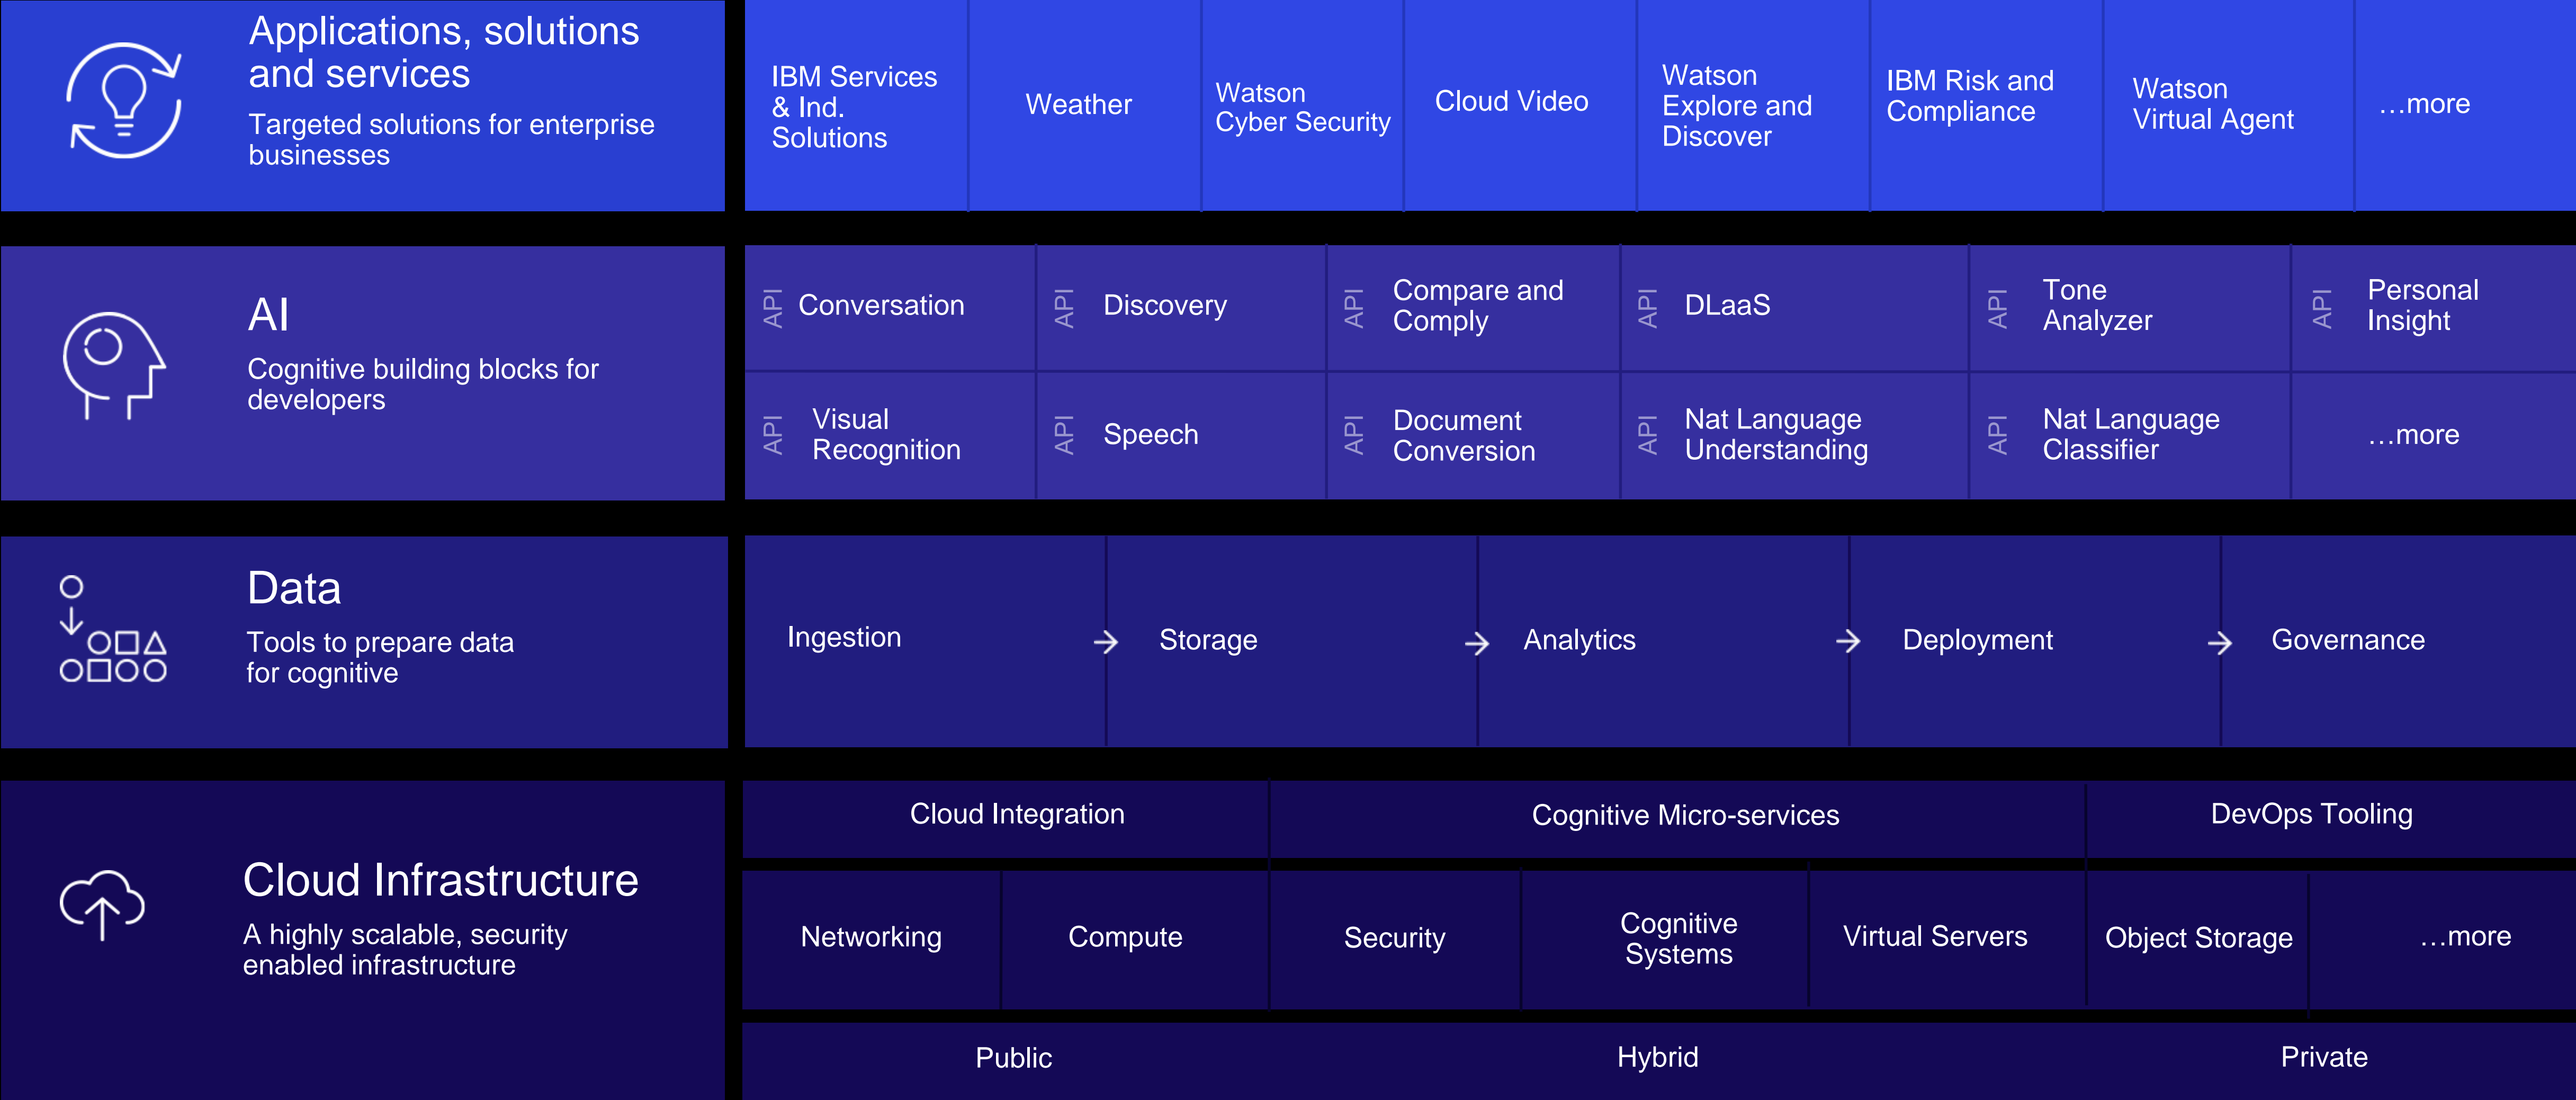 Applications, solutions
and services
Targeted solutions for enterprise
businesses
IBM Services
& Ind.
Solutions
Weather
Watson
Cyber Security
Cloud Video
Watson
Explore and
Discover
IBM Risk and
Compliance
Watson
Virtual Agent
…more
AI
Cognitive building blocks for
developers
API
Conversation
API
Discovery
API
Compare and
Comply
API
DLaaS
API
Tone
Analyzer
API
Personal
Insight
API
Visual
Recognition
API
Speech
API
Document
Conversion
API
Nat Language
Understanding
API
Nat Language
Classifier
…more
Data
Tools to prepare data
for cognitive
Ingestion
Storage
Analytics
Deployment
Governance
Cloud Infrastructure
A highly scalable, security
enabled infrastructure
Cloud Integration
Cognitive Micro-services
DevOps Tooling
Networking
Compute
Security
Cognitive
Systems
Virtual Servers
Object Storage
…more
Public
Hybrid
Private